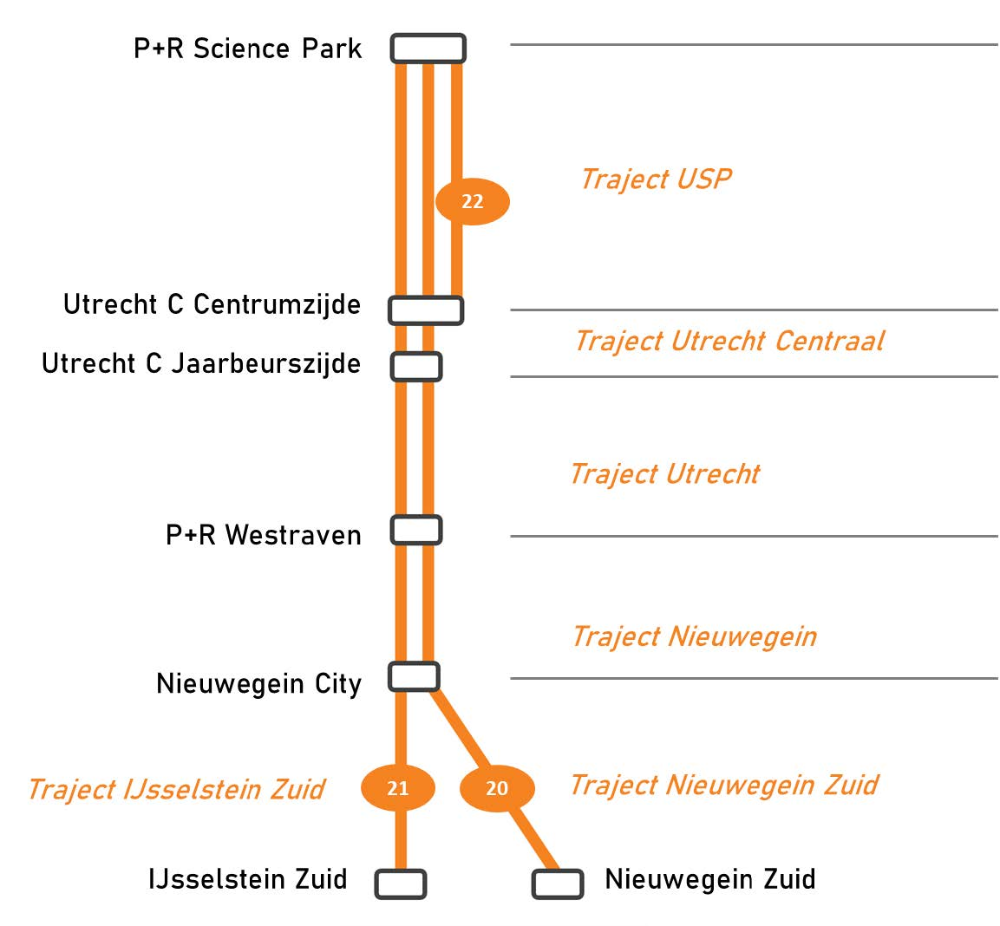 P+R Science Park
Traject USP
22
Utrecht C Centrumzijde
Traject Utrecht Centraal
Utrecht C Jaarbeurszijde
Traject Utrecht
P+R Westraven
Traject Nieuwegein
Nieuwegein City
Traject IJsselstein Zuid
21
20
Traject Nieuwegein Zuid
IJsselstein Zuid
Nieuwegein Zuid